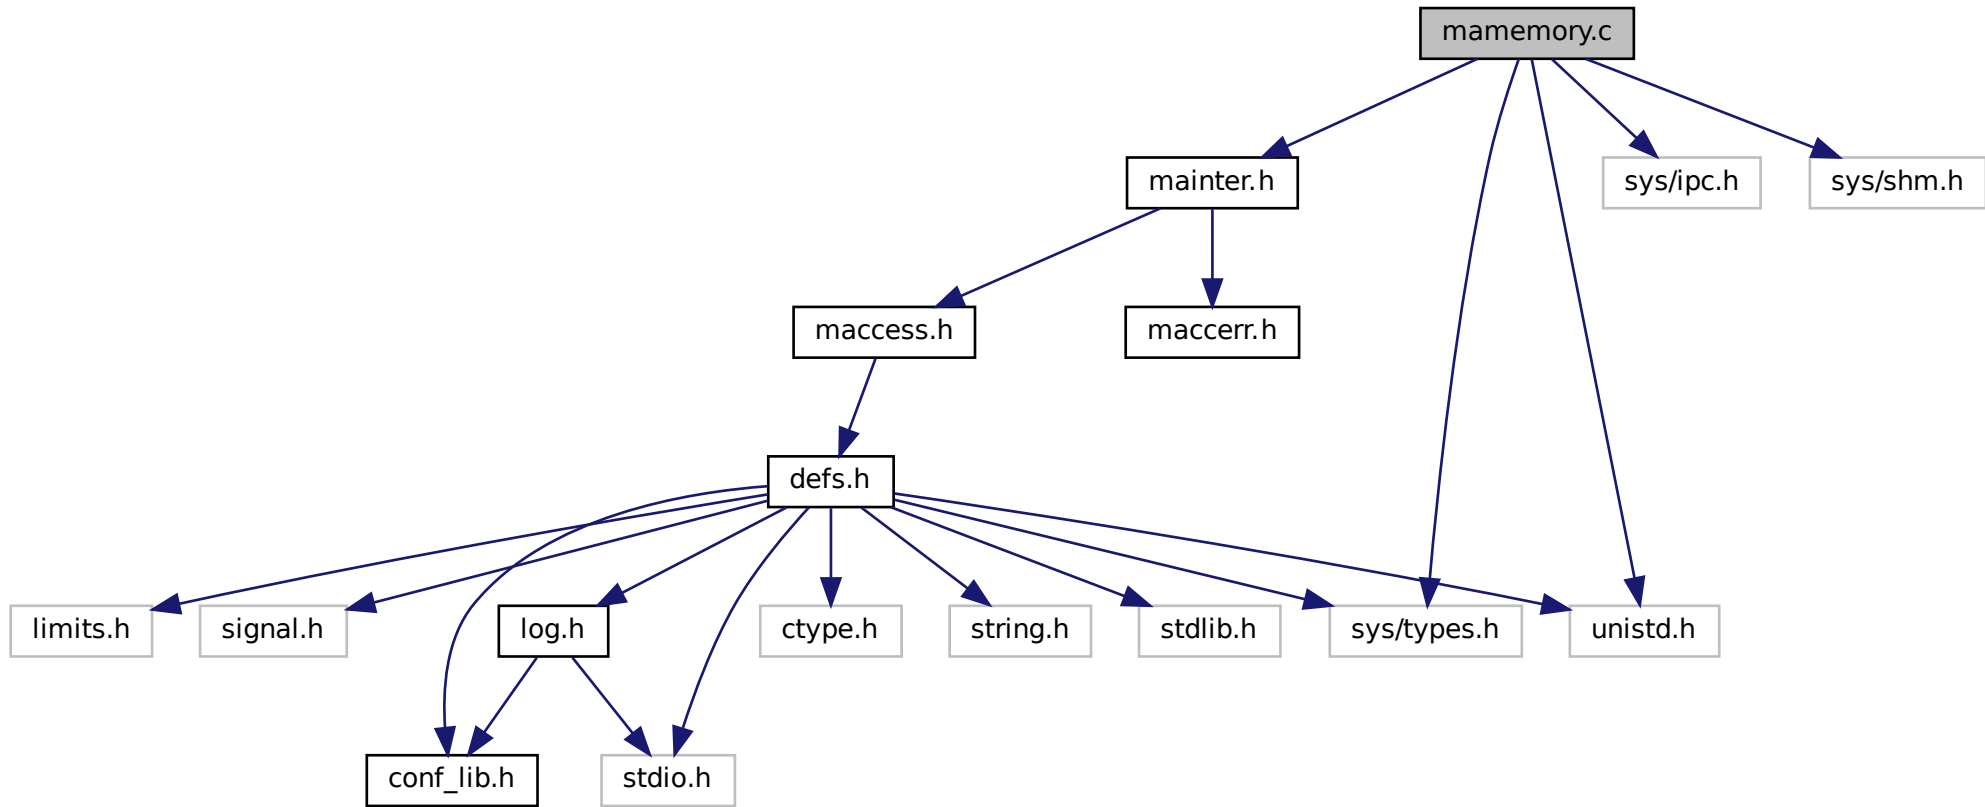 mamemory.c
mainter.h
sys/ipc.h
sys/shm.h
maccess.h
maccerr.h
defs.h
limits.h
signal.h
log.h
ctype.h
string.h
stdlib.h
sys/types.h
unistd.h
conf_lib.h
stdio.h